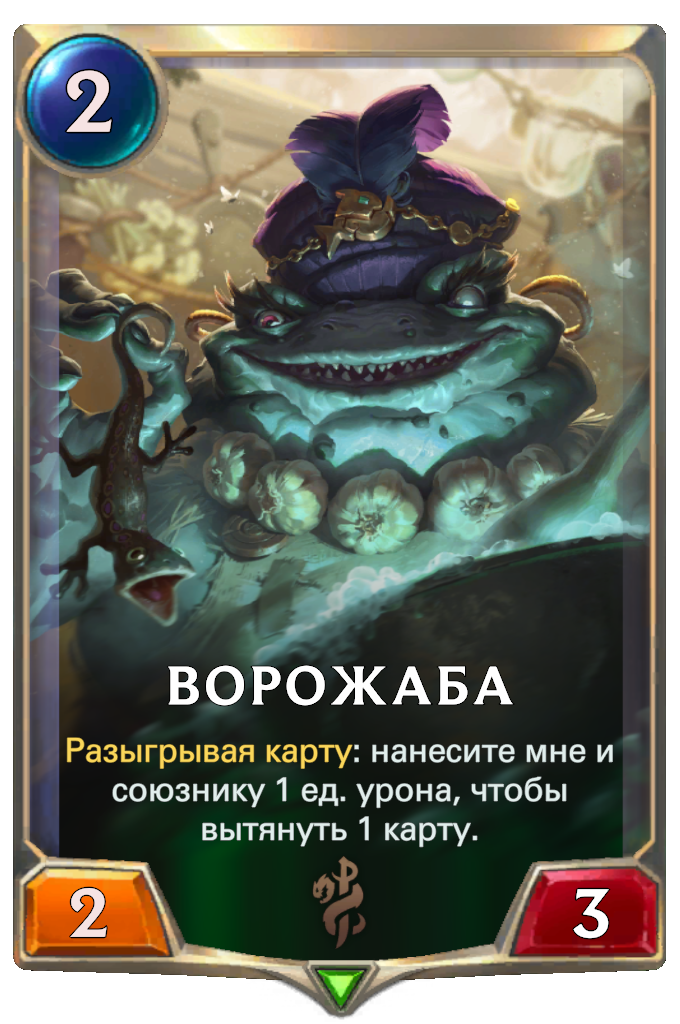 2
ВОРОЖАБА
Разыгрывая карту: нанесите мне и
союзнику 1 ед. урона, чтобы
вытянуть 1 карту.
2
3